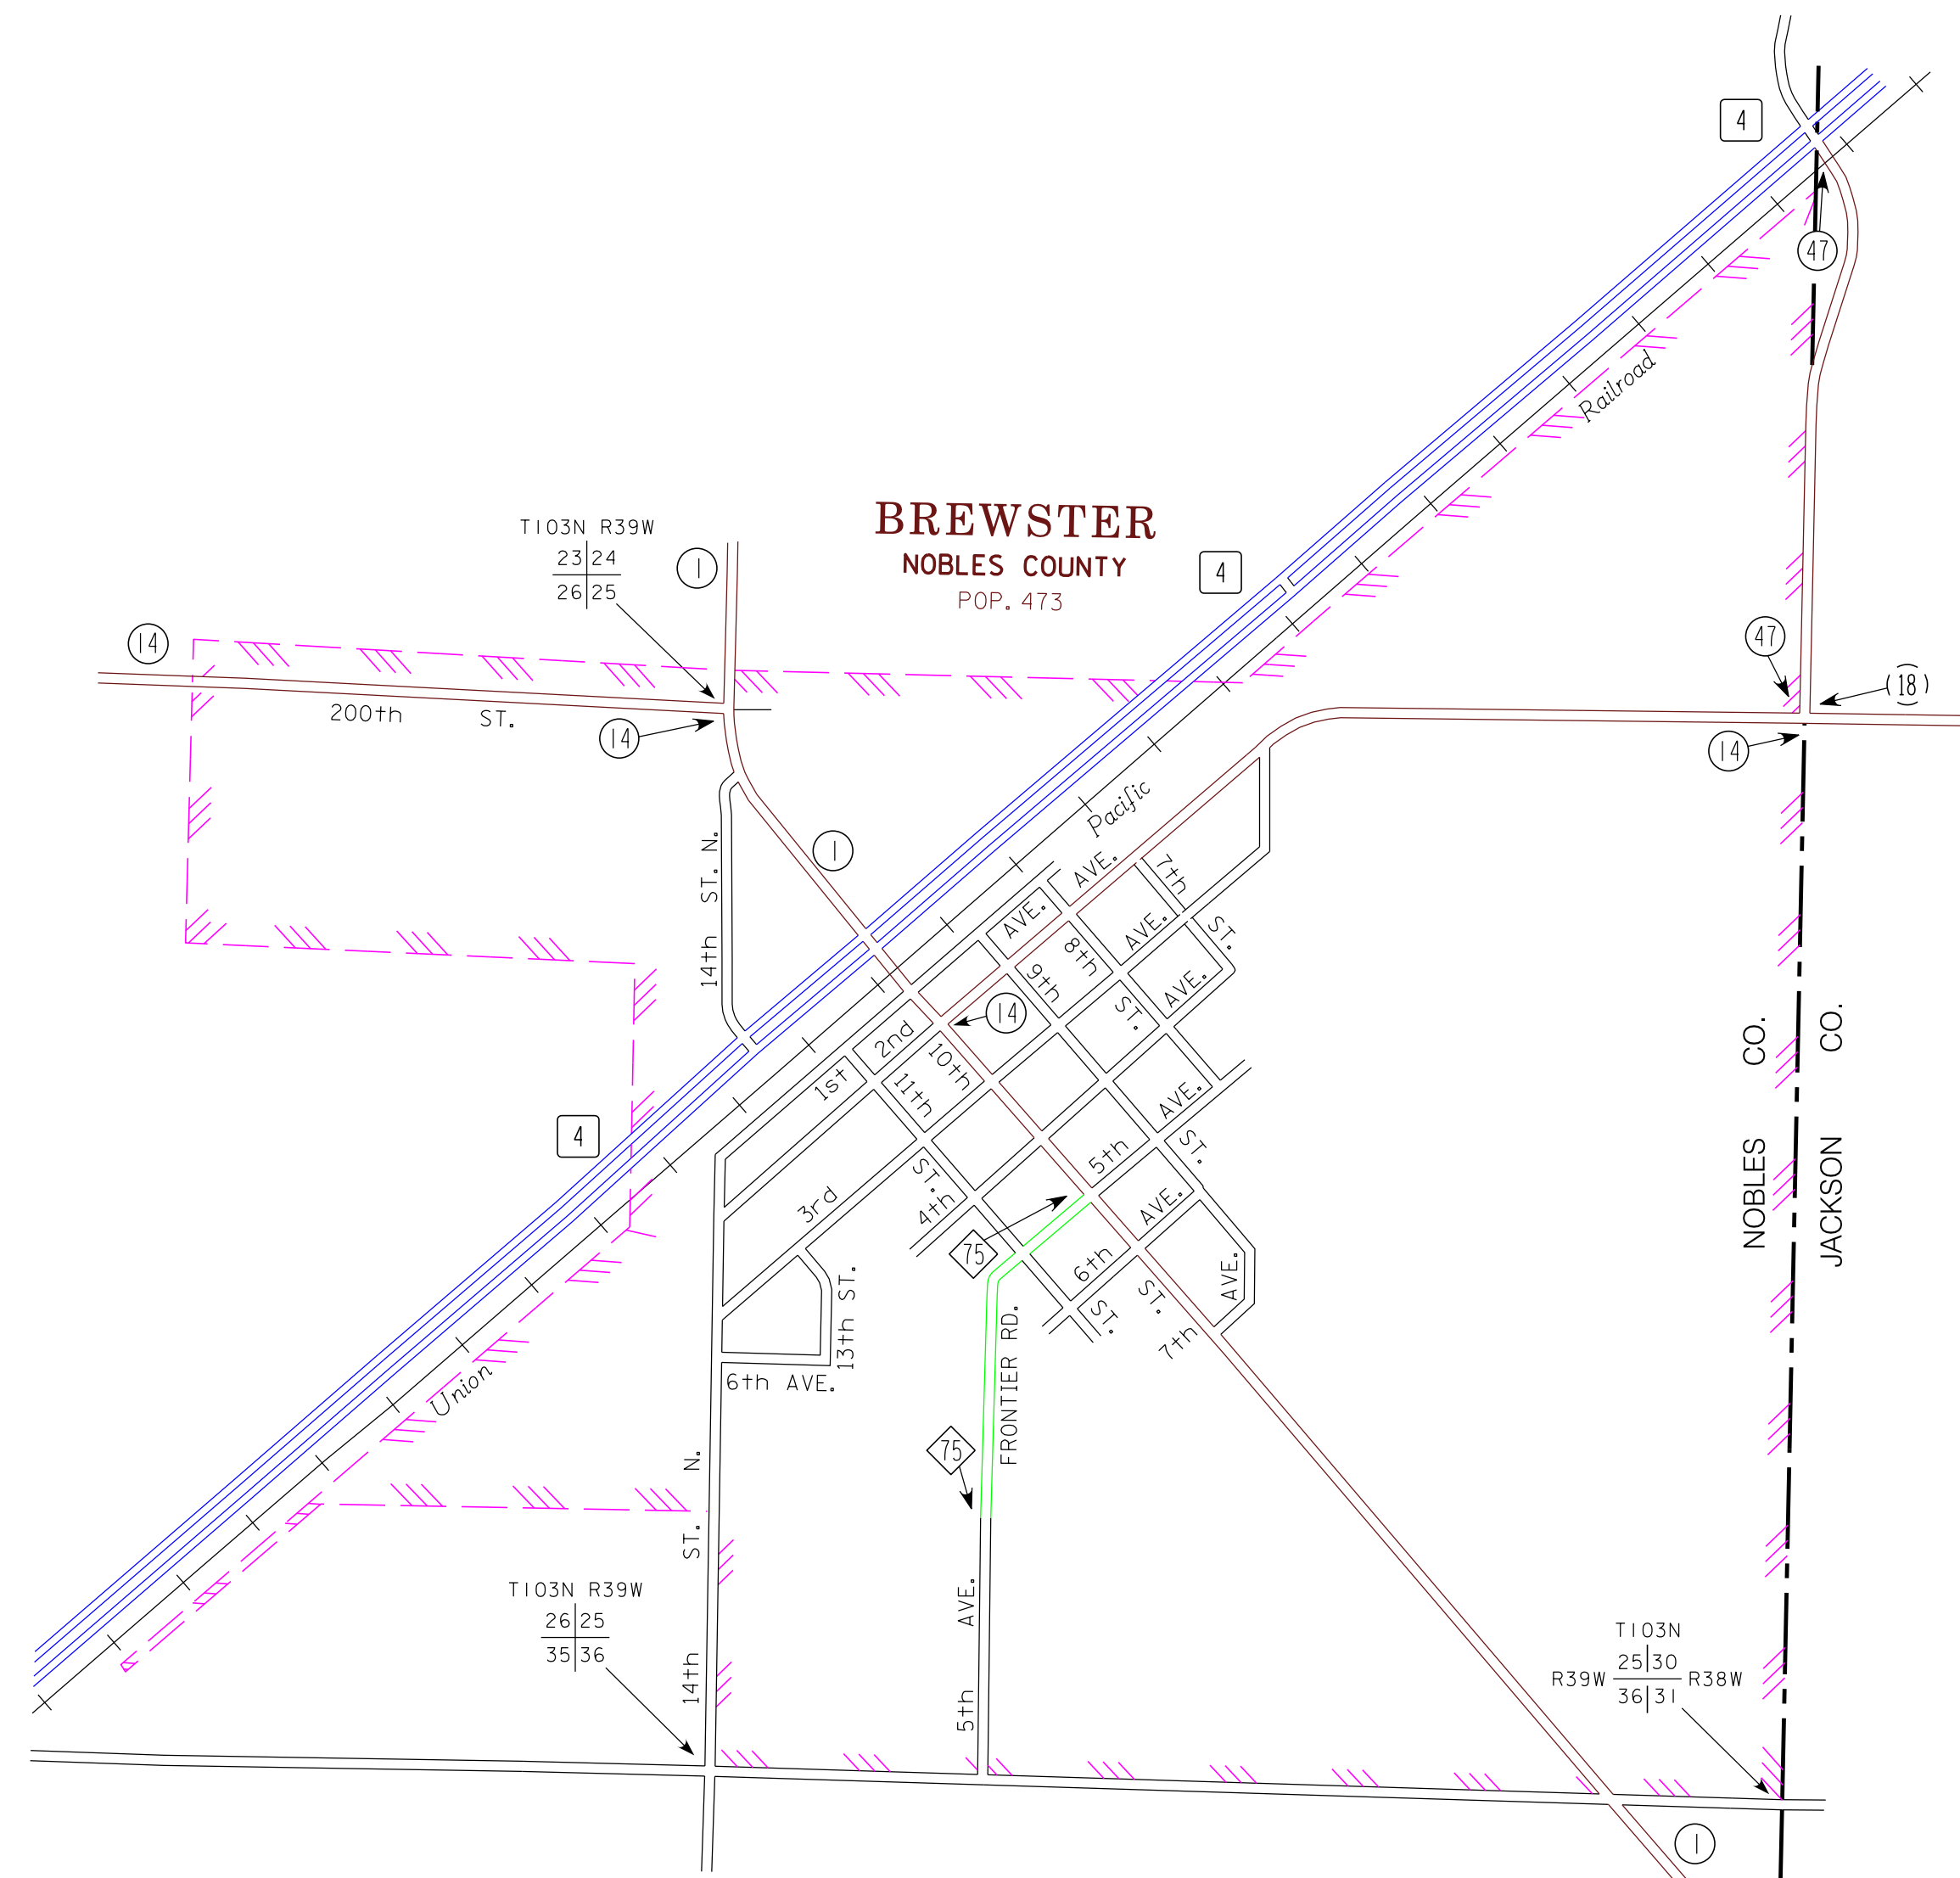 4
47
Railroad
BREWSTER
NOBLES COUNTY
POP. 473
T103N R39W
23 24
26 25
1
4
14
200th ST.
14
47
(18)
14
Pacific
1
14th ST. N.
AVE.
7th
AVE.
AVE.
ST.
8th
9th
AVE.
ST.
14
2nd
10th
1st
11th
AVE.
ST.
5th
AVE.
ST.
4th
3rd
75
6th
AVE.
ST.
ST.
7th
4
NOBLES CO.
JACKSON CO.
13th ST.
6th AVE.
FRONTIER RD.
Union
75
14th ST. N.
5th AVE.
T103N R39W
26 25
35 36
T103N
25 30
R39W R38W
36 31
1